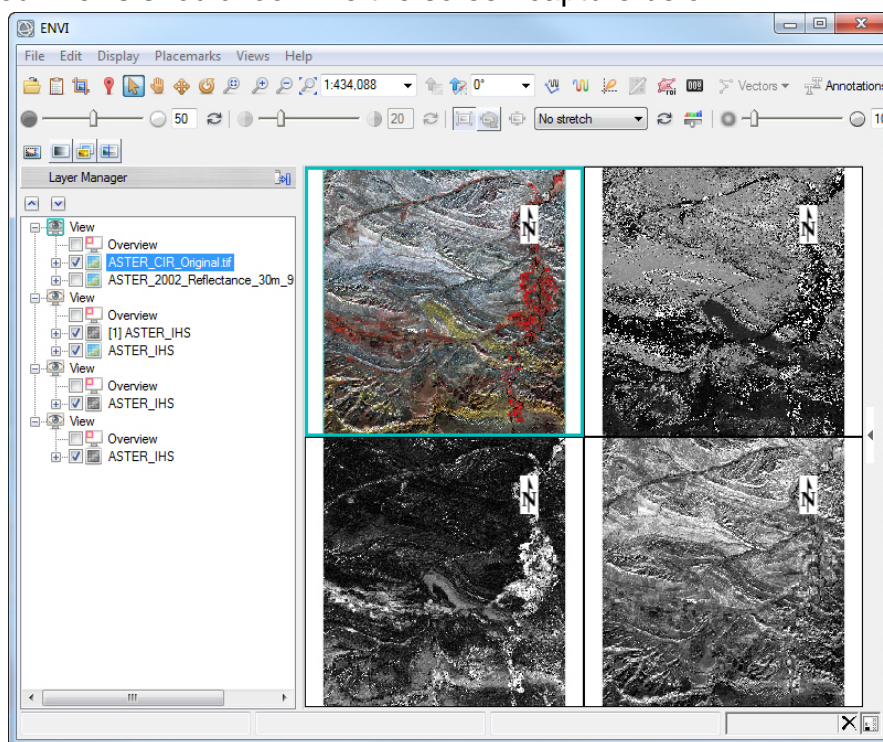 ENVI
File Edit Display Placemarks Views Help
1:434,088 0° Vectors Annotations
50 20 No stretch 10
Layer Manager
View
Overview
ASTER_CIR_Original.tif
ASTER_2002_Reflectance_30m_9
View
Overview
[1] ASTER_IHS
ASTER_IHS
View
Overview
ASTER_IHS
View
Overview
ASTER_IHS
N N
N N